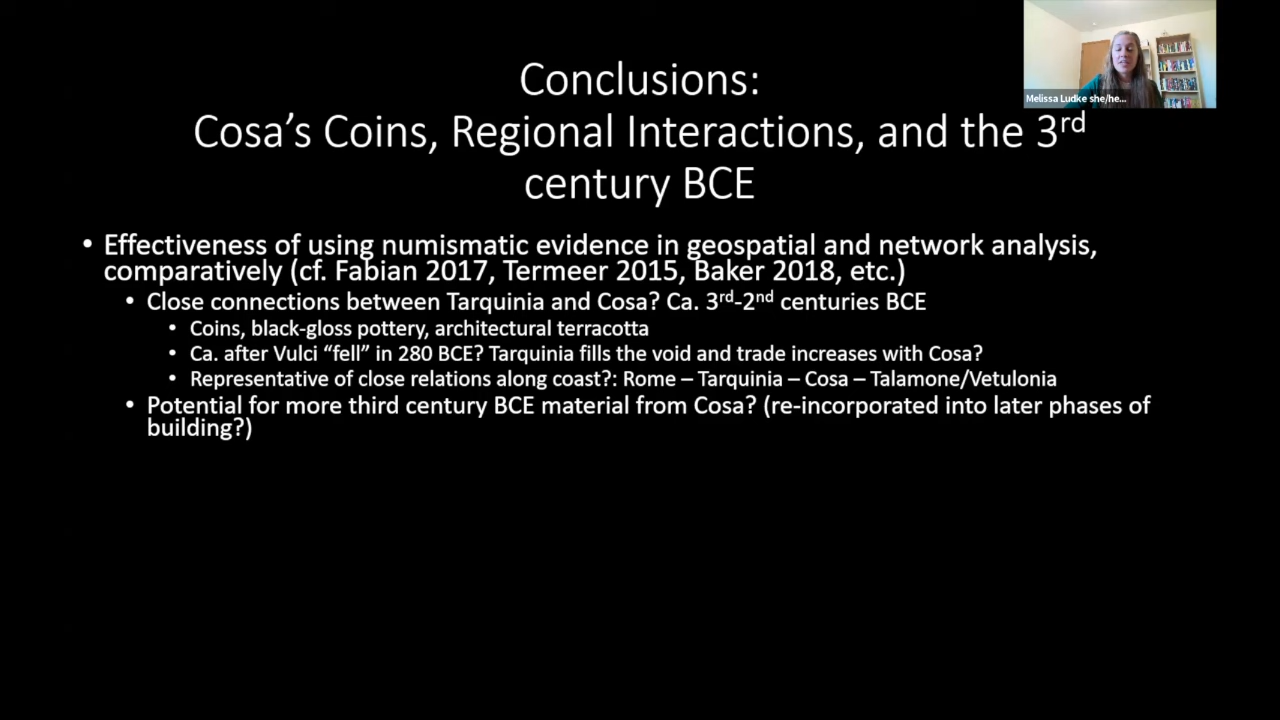 Conclusions:
Cosa's Coins, Regional Interactions, and the 3rd
century BCE
• Effectiveness of using numismatic evidence in geospatial and network analysis,
comparatively (cf. Fabian 2017, Termeer 2015, Baker 2018, etc.)
• Close connections between Tarquinia and Cosa? Ca. 3rd-2nd centuries BCE
• Coins, black-gloss pottery, architectural terracotta
• Ca. after Vulci “fell” in 280 BCE? Tarquinia fills the void and trade increases with Cosa?
• Representative of close relations along coast?: Rome – Tarquinia – Cosa – Talamone/Vetulonia
• Potential for more third century BCE material from Cosa? (re-incorporated into later phases of
building?)
Melissa Ludke she/he...